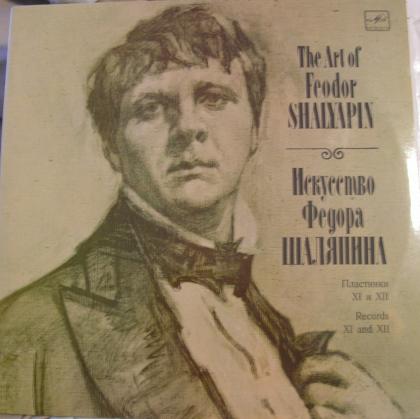 The Art of
Feodor
SHALYAPIN
Искусство
Федора
ШАЛЯПИНА
Пластинки
XI и XII
Records
XI and XII